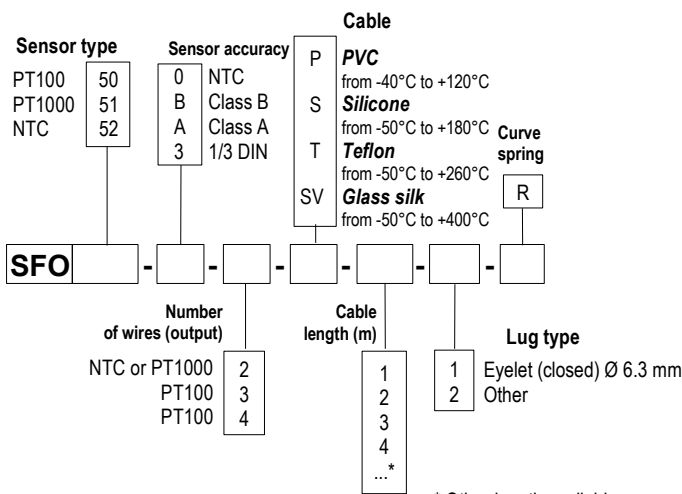 Cable
Sensor type
Sensor accuracy
PT100 50
PT1000 51
NTC 52
0 NTC
B Class B
A Class A
3 1/3 DIN
P PVC
from -40°C to +120°C
S Silicone
from -50°C to +180°C
T Teflon
from -50°C to +260°C
SV Glass silk
from -50°C to +400°C
Curve
spring
R
SFO - - - - - -
Number
of wires (output)
NTC or PT1000 2
PT100 3
PT100 4
Cable
length (m)
1
2
3
4
...*
Lug type
1 Eyelet (closed) Ø 6.3 mm
2 Other